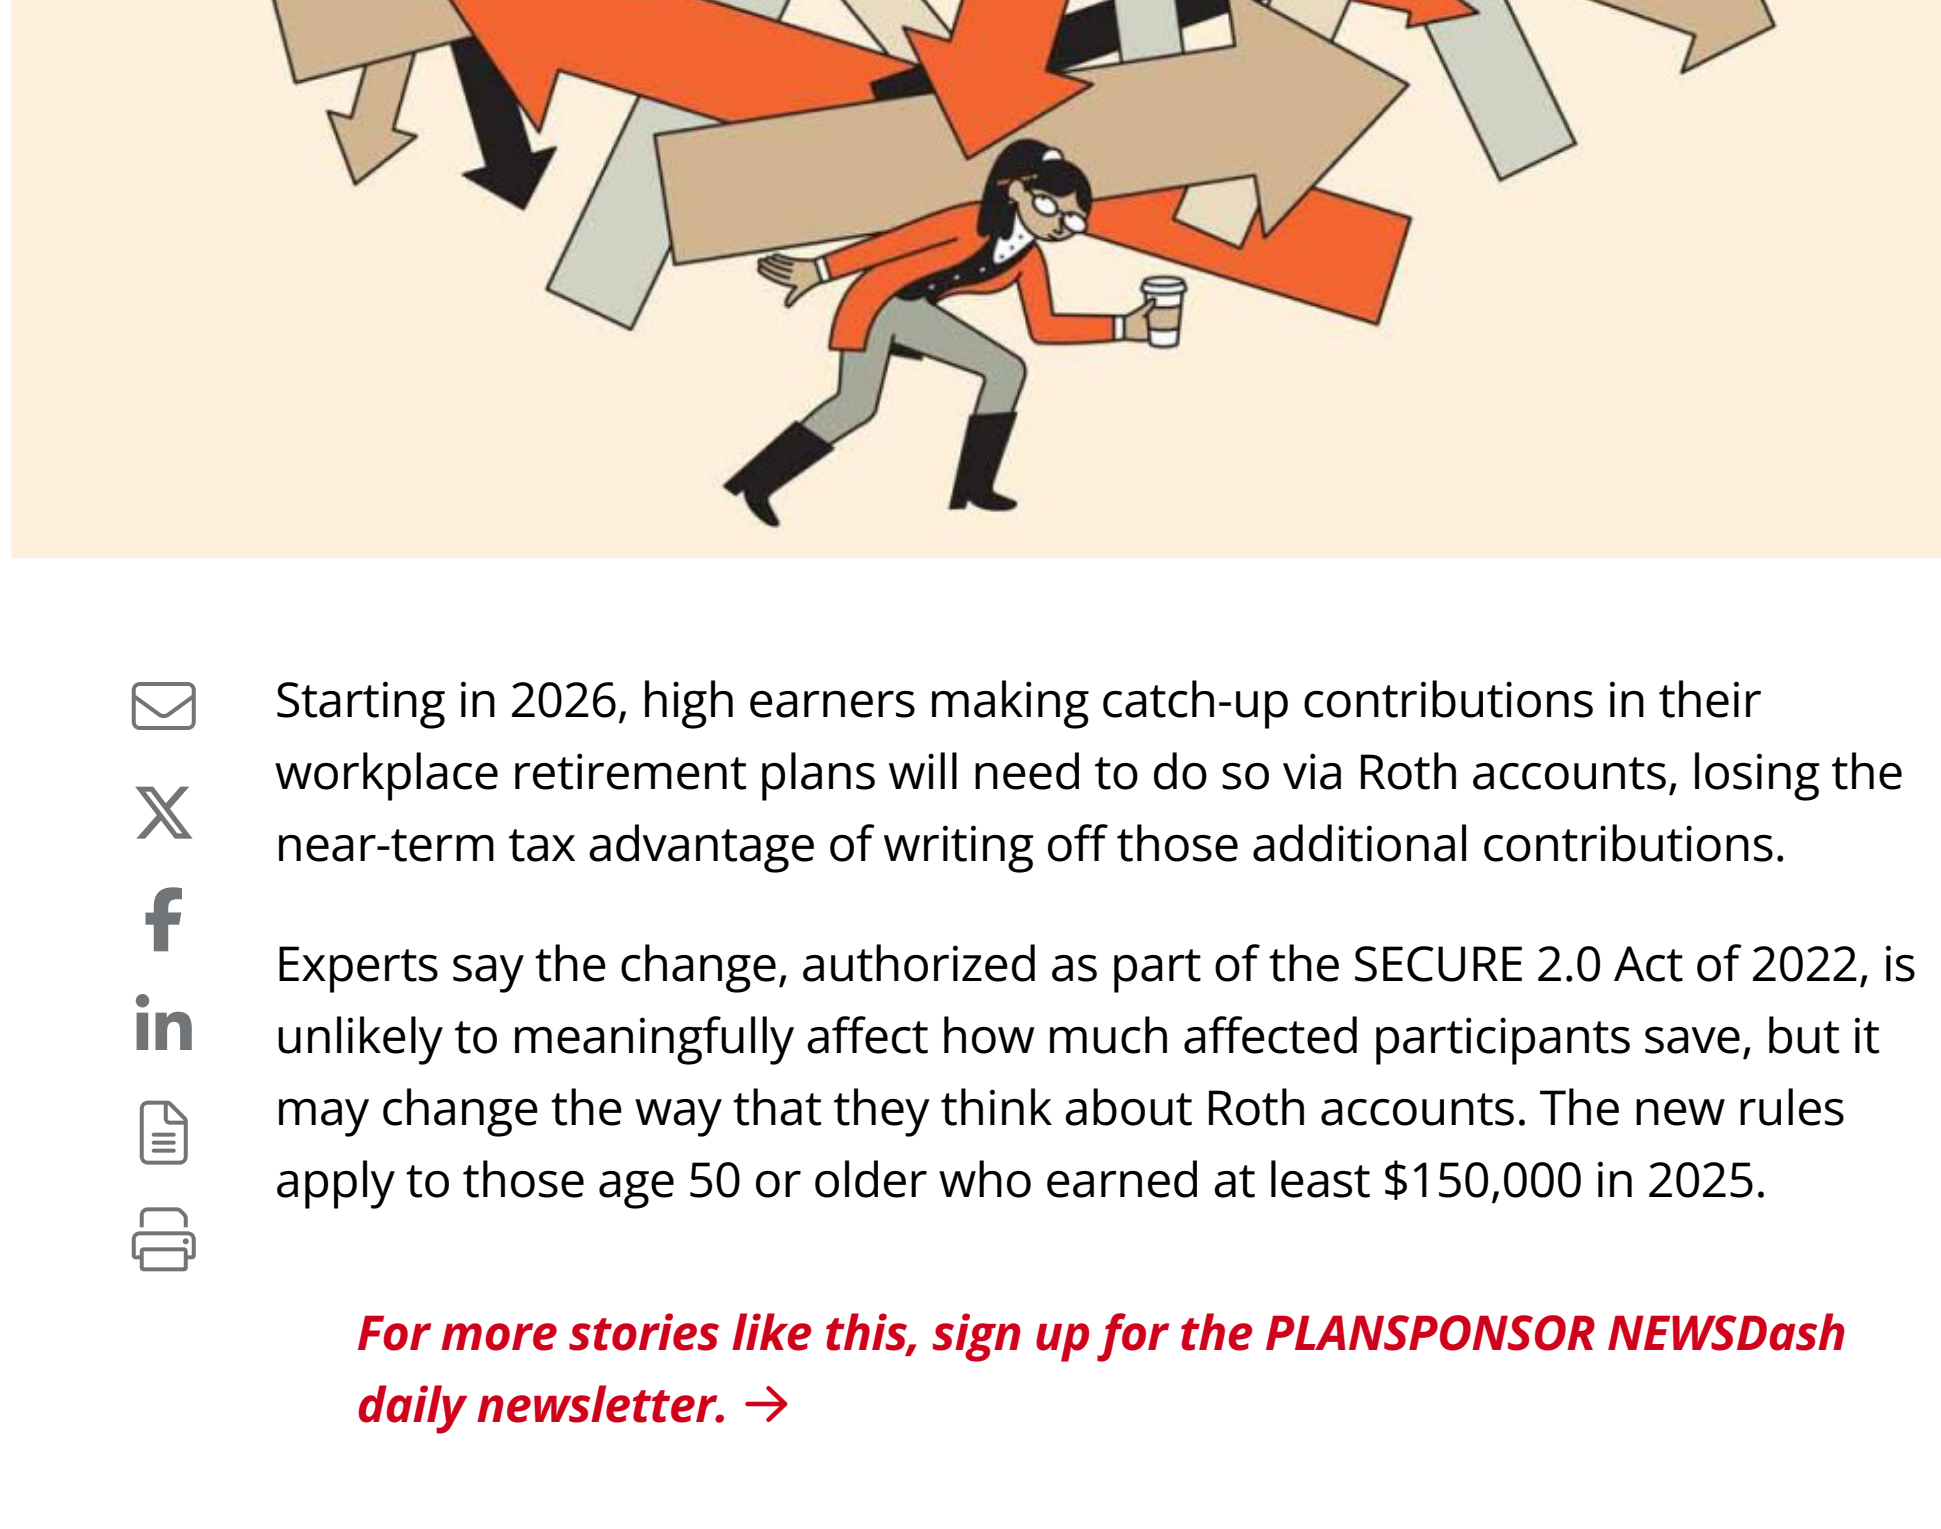 Starting in 2026, high earners making catch-up contributions in their
workplace retirement plans will need to do so via Roth accounts, losing the
near-term tax advantage of writing off those additional contributions.
Experts say the change, authorized as part of the SECURE 2.0 Act of 2022, is
unlikely to meaningfully affect how much affected participants save, but it
may change the way that they think about Roth accounts. The new rules
apply to those age 50 or older who earned at least $150,000 in 2025.
For more stories like this, sign up for the PLANSPONSOR NEWSDash
daily newsletter. →